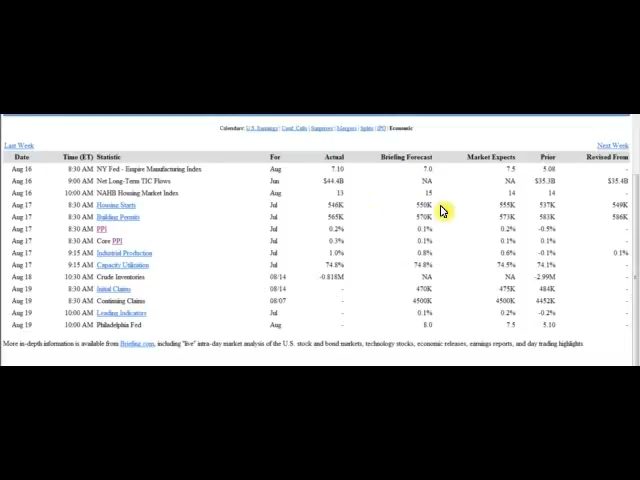 Calendars: U.S. Earnings | Conf. Calls | Surprises | Mergers | Splits | IPO | Economic
Last Week Next Week
Date Time (ET) Statistic For Actual Briefing Forecast Market Expects Prior Revised From
Aug 16 8:30 AM NY Fed - Empire Manufacturing Index Aug 7.10 7.0 7.5 5.08 -
Aug 16 9:00 AM Net Long-Term TIC Flows Jun $44.4B NA NA $35.3B $35.4B
Aug 16 10:00 AM NAHB Housing Market Index Aug 13 15 14 14 -
Aug 17 8:30 AM Housing Starts Jul 546K 550K 555K 537K 549K
Aug 17 8:30 AM Building Permits Jul 565K 570K 573K 583K 586K
Aug 17 8:30 AM PPI Jul 0.2% 0.1% 0.2% -0.5% -
Aug 17 8:30 AM Core PPI Jul 0.3% 0.1% 0.1% 0.1% -
Aug 17 9:15 AM Industrial Production Jul 1.0% 0.8% 0.6% -0.1% 0.1%
Aug 17 9:15 AM Capacity Utilization Jul 74.8% 74.8% 74.5% 74.1% -
Aug 18 10:30 AM Crude Inventories 08/14 -0.818M NA NA -2.99M -
Aug 19 8:30 AM Initial Claims 08/14 - 470K 475K 484K -
Aug 19 8:30 AM Continuing Claims 08/07 - 4500K 4500K 4452K -
Aug 19 10:00 AM Leading Indicators Jul - 0.1% 0.2% -0.2% -
Aug 19 10:00 AM Philadelphia Fed Aug - 8.0 7.5 5.10 -
More in-depth information is available from Briefing.com, including "live" intra-day market analysis of the U.S. stock and bond markets, technology stocks, economic releases, earnings reports, and day trading highlights.